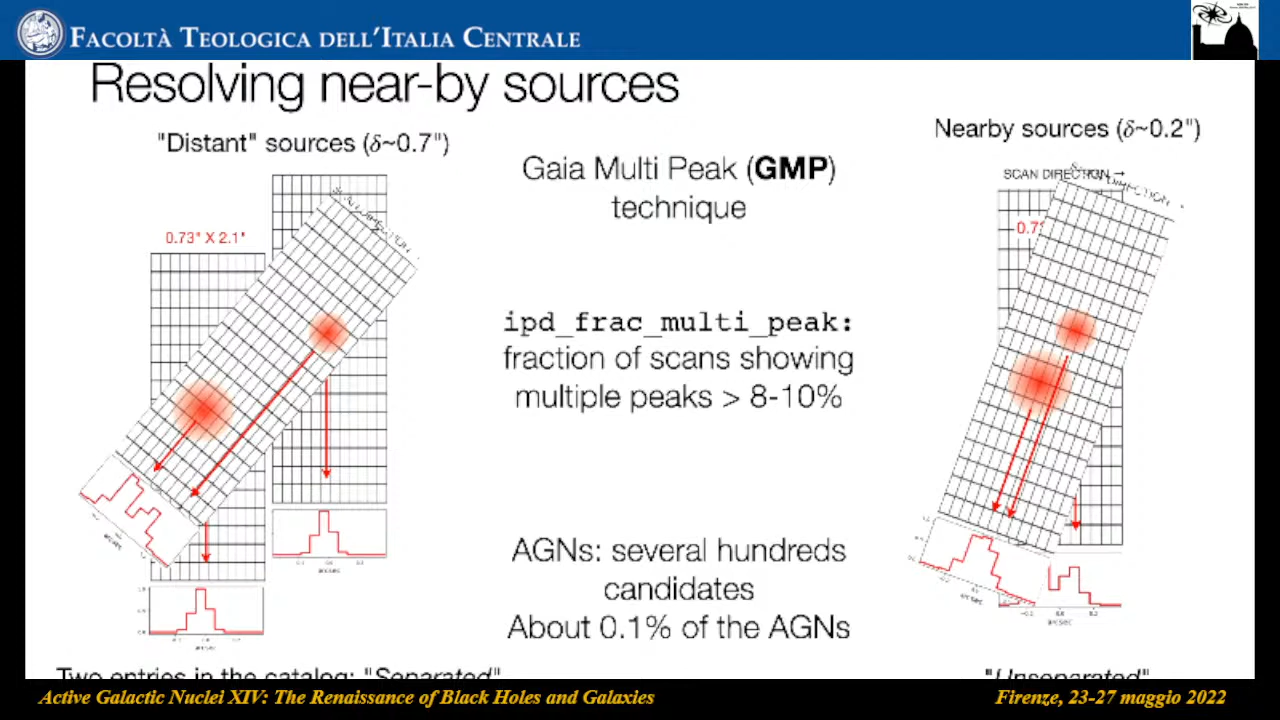 FACOLTÀ TEOLOGICA DELL'ITALIA CENTRALE
Resolving near-by sources
"Distant" sources (δ~0.7")
Gaia Multi Peak (GMP)
technique
Nearby sources (δ~0.2")
SCAN DIRECTION →
0.73" X 2.1"
ipd_frac_multi_peak:
fraction of scans showing
multiple peaks > 8-10%
AGNs: several hundreds
candidates
About 0.1% of the AGNs
arcsec
arcsec
arcsec
Two entries in the catalog: "Separated"
"Unseparated"
Active Galactic Nuclei XIV: The Renaissance of Black Holes and Galaxies
Firenze, 23-27 maggio 2022